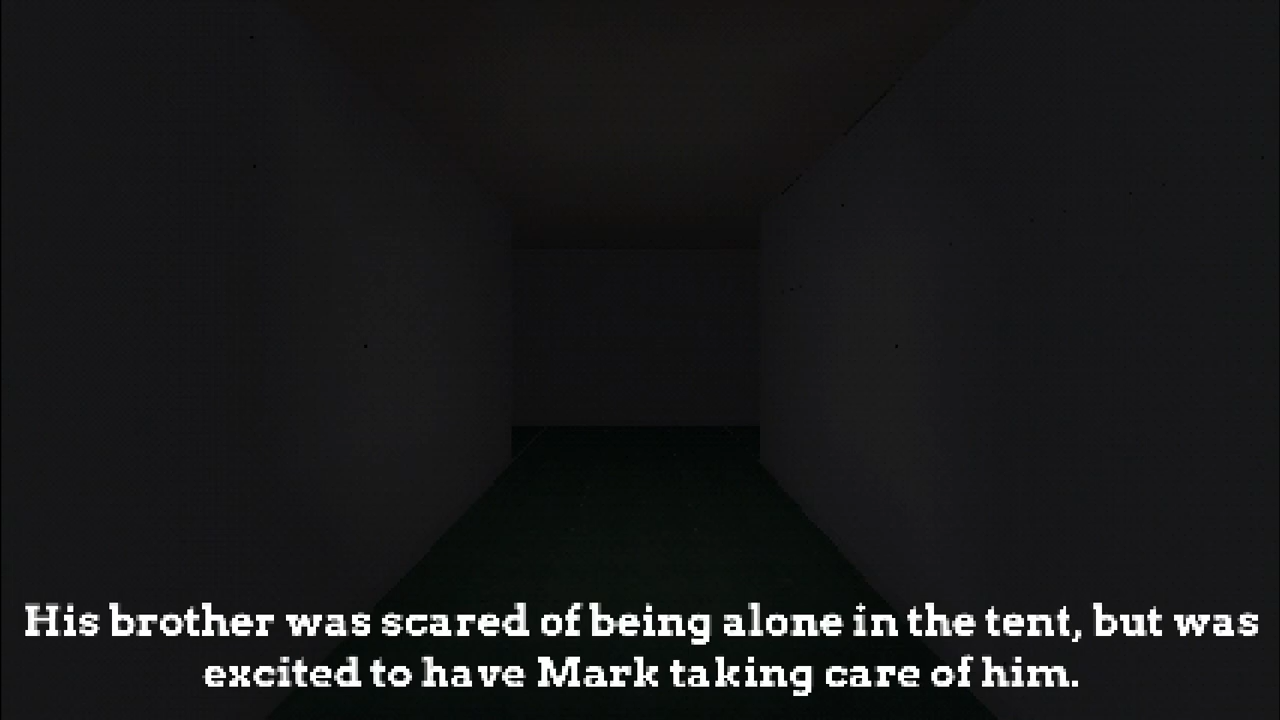 His brother was scared of being alone in the tent, but was
excited to have Mark taking care of him.